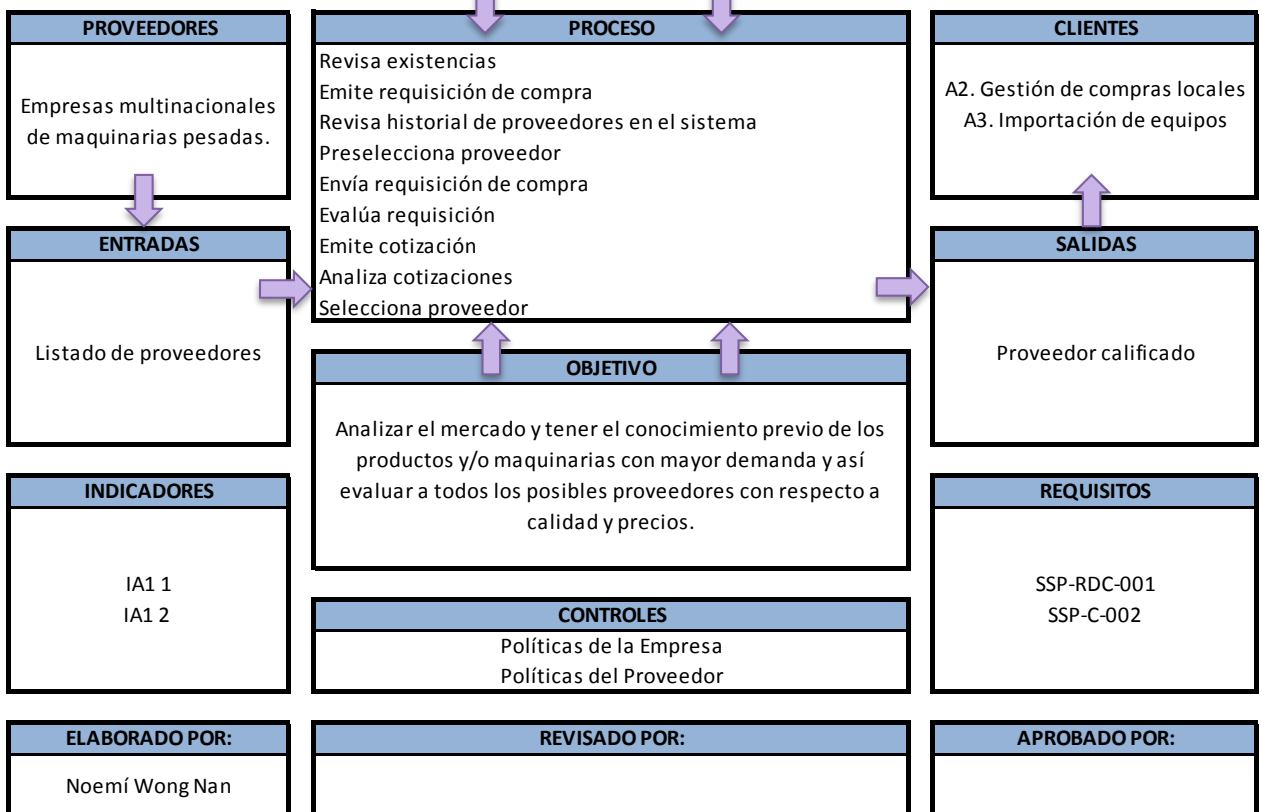 PROVEEDORES
Empresas multinacionales
de maquinarias pesadas.
PROCESO
Revisa existencias
Emite requisición de compra
Revisa historial de proveedores en el sistema
Preselecciona proveedor
Envía requisición de compra
Evalúa requisición
Emite cotización
Analiza cotizaciones
Selecciona proveedor
CLIENTES
A2. Gestión de compras locales
A3. Importación de equipos
ENTRADAS
Listado de proveedores
OBJETIVO
Analizar el mercado y tener el conocimiento previo de los
productos y/o maquinarias con mayor demanda y así
evaluar a todos los posibles proveedores con respecto a
calidad y precios.
SALIDAS
Proveedor calificado
INDICADORES
IA1 1
IA1 2
CONTROLES
Políticas de la Empresa
Políticas del Proveedor
REQUISITOS
SSP-RDC-001
SSP-C-002
ELABORADO POR:
Noemí Wong Nan
REVISADO POR:
APROBADO POR: